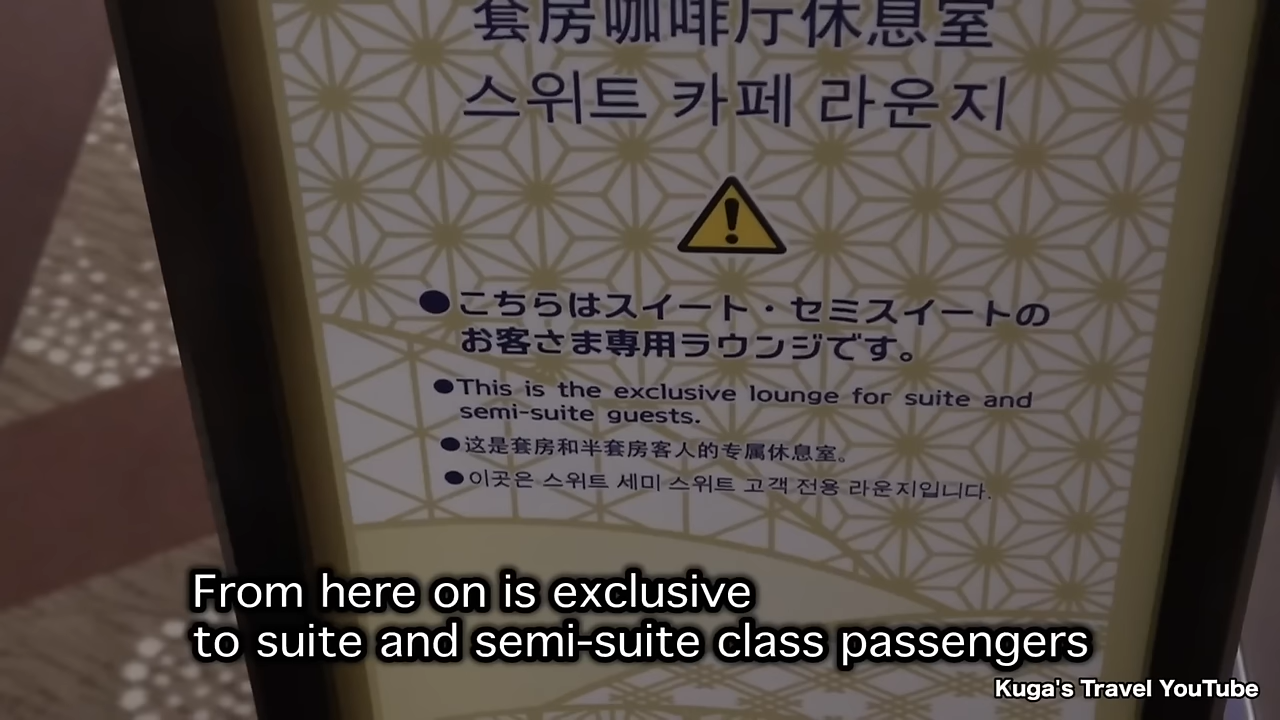 套房咖啡厅休息室
스위트 카페 라운지
●こちらはスイート・セミスイートの
お客さま専用ラウンジです。
●This is the exclusive lounge for suite and
semi-suite guests.
●这是套房和半套房客人的专属休息室。
●이곳은 스위트 세미 스위트 고객 전용 라운지입니다.
From here on is exclusive
to suite and semi-suite class passengers
Kuga's Travel YouTube